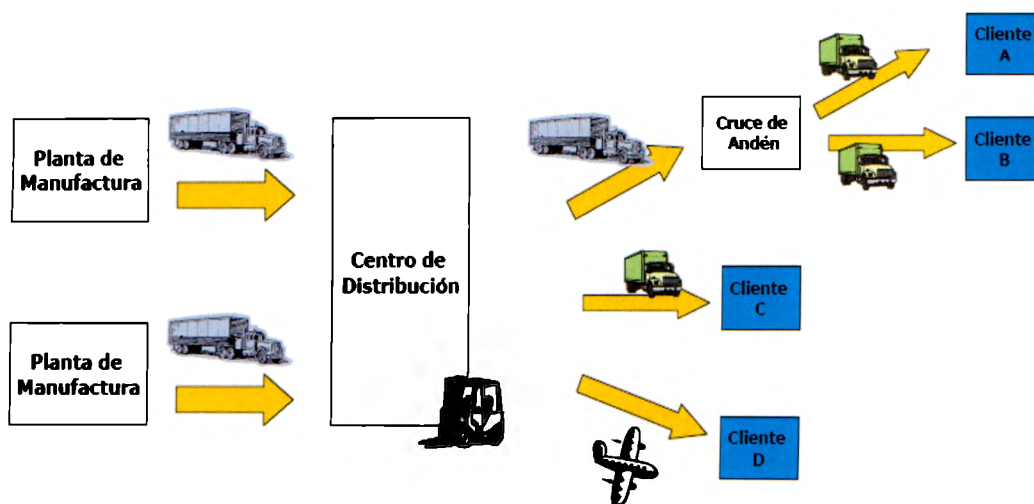 Planta de
Manufactura
Planta de
Manufactura
Centro de
Distribución
Cruce de
Andén
Cliente
A
Cliente
B
Cliente
C
Cliente
D